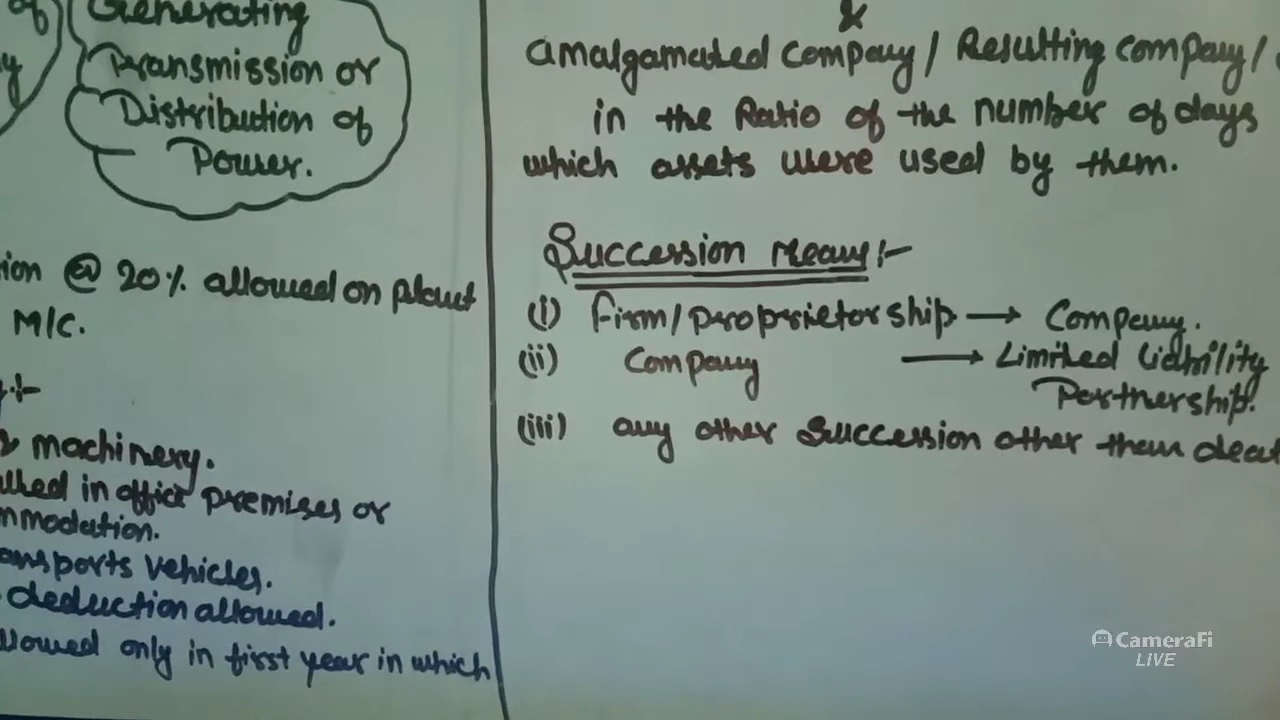 of
Generating
Transmission or
Distribution of
Power.
ion @ 20% allowed on plant
M/C.
machinery.
in office premises or
mmodation.
ansports vehicles.
deduction allowed.
llowed only in first year in which
&
amalgamated company/ Resulting company/
in the Ratio of the number of days
which assets were used by them.
Succession Means:-
(i) Firm/proprietorship → Company.
(ii) Company → Limited Liability
Partnership.
(iii) any other Succession other than deat
CameraFi
LIVE